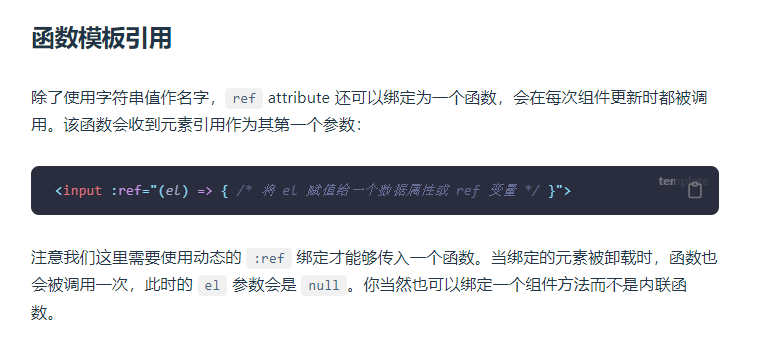 函数模板引用
除了使用字符串值作名字，ref attribute 还可以绑定为一个函数，会在每次组件更新时都被调
用。该函数会收到元素引用作为其第一个参数：
template
<input :ref="(el) => { /* 将 el 赋值给一个数据属性或 ref 变量 */ }">
注意我们这里需要使用动态的 :ref 绑定才能够传入一个函数。当绑定的元素被卸载时，函数也
会被调用一次，此时的 el 参数会是 null。你当然也可以绑定一个组件方法而不是内联函
数。